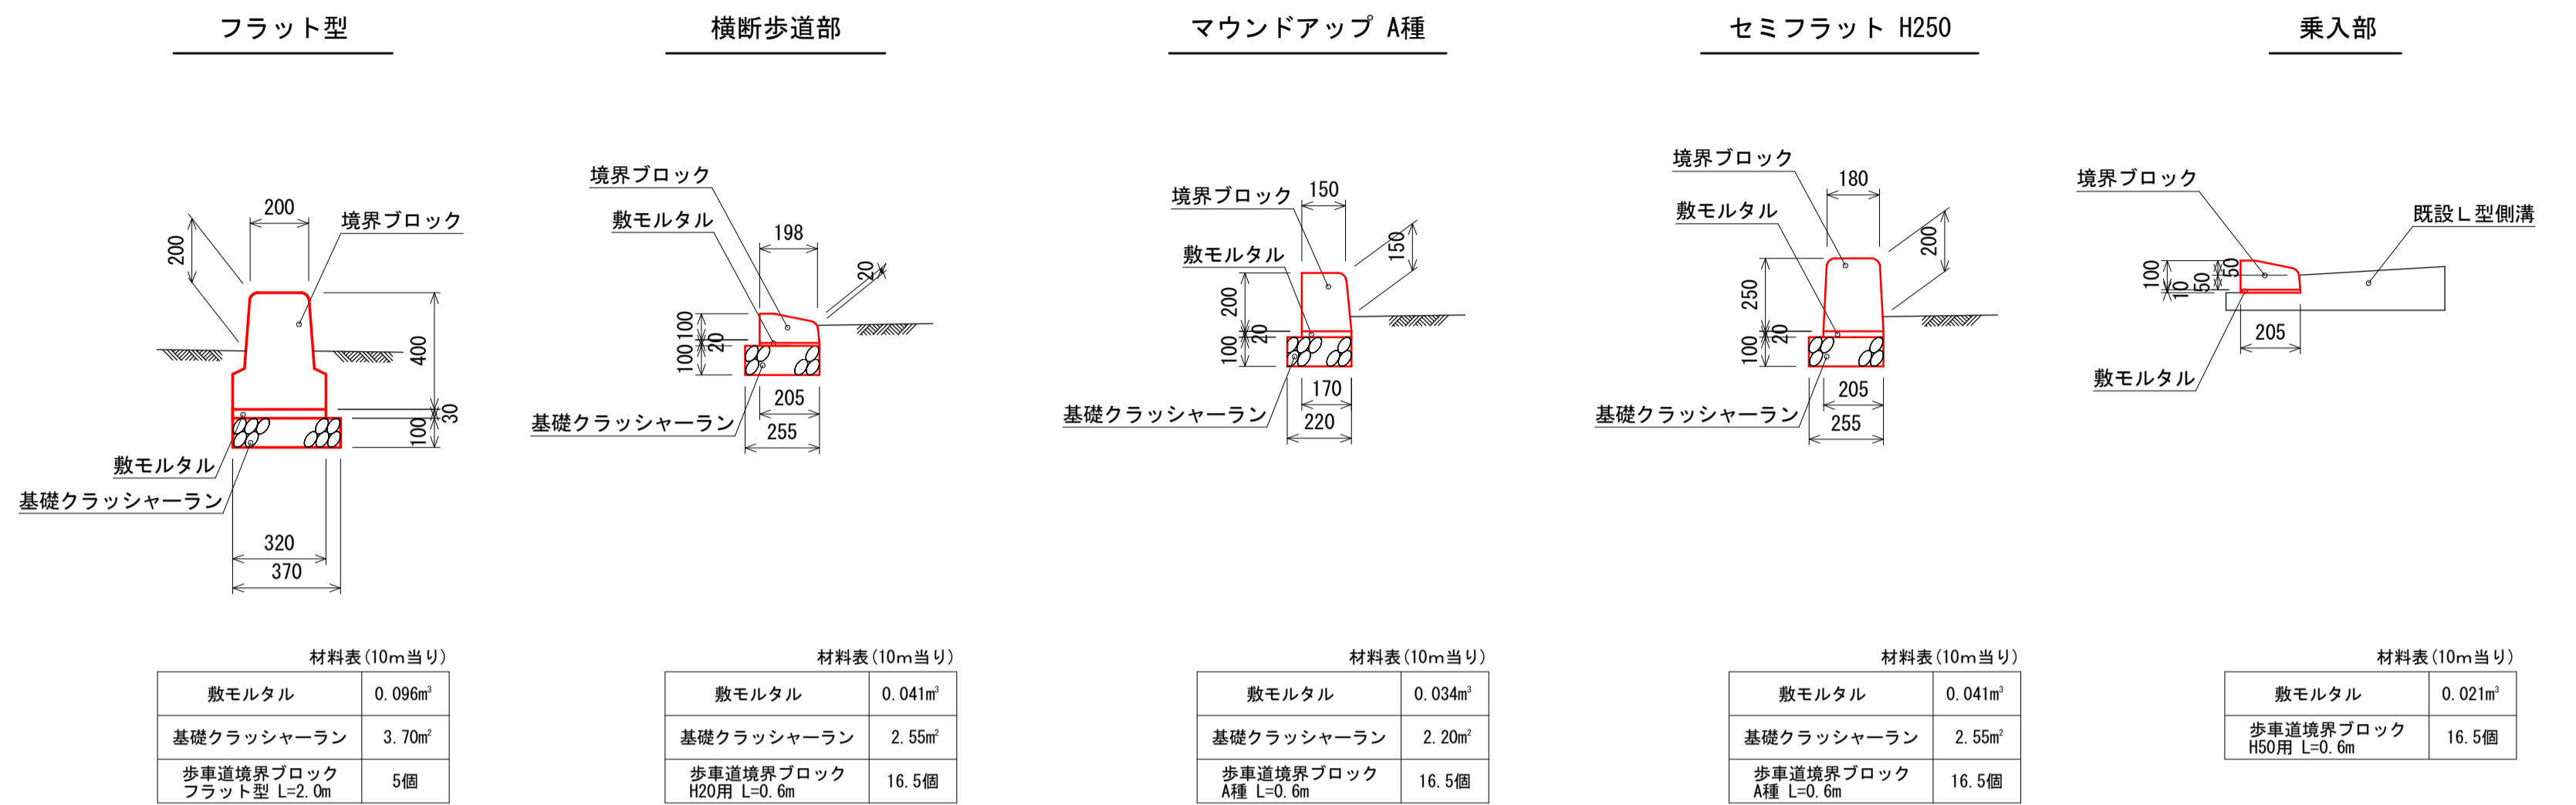 フラット型
200
200
境界ブロック
400
30
100
敷モルタル
基礎クラッシャーラン
320
370
材料表(10m当り)
敷モルタル 0.096m³
基礎クラッシャーラン 3.70m²
歩車道境界ブロック
フラット型 L=2.0m
5個
横断歩道部
境界ブロック
敷モルタル
198
20
100
20
100
205
255
基礎クラッシャーラン
材料表(10m当り)
敷モルタル 0.041m³
基礎クラッシャーラン 2.55m²
歩車道境界ブロック
H20用 L=0.6m
16.5個
マウンドアップ A種
境界ブロック
150
敷モルタル
150
200
20
100
170
220
基礎クラッシャーラン
材料表(10m当り)
敷モルタル 0.034m³
基礎クラッシャーラン 2.20m²
歩車道境界ブロック
A種 L=0.6m
16.5個
セミフラット H250
境界ブロック
180
敷モルタル
200
250
20
100
205
255
基礎クラッシャーラン
材料表(10m当り)
敷モルタル 0.041m³
基礎クラッシャーラン 2.55m²
歩車道境界ブロック
A種 L=0.6m
16.5個
乗入部
境界ブロック
既設L型側溝
100
10
50
50
205
敷モルタル
材料表(10m当り)
敷モルタル 0.021m³
歩車道境界ブロック
H50用 L=0.6m
16.5個